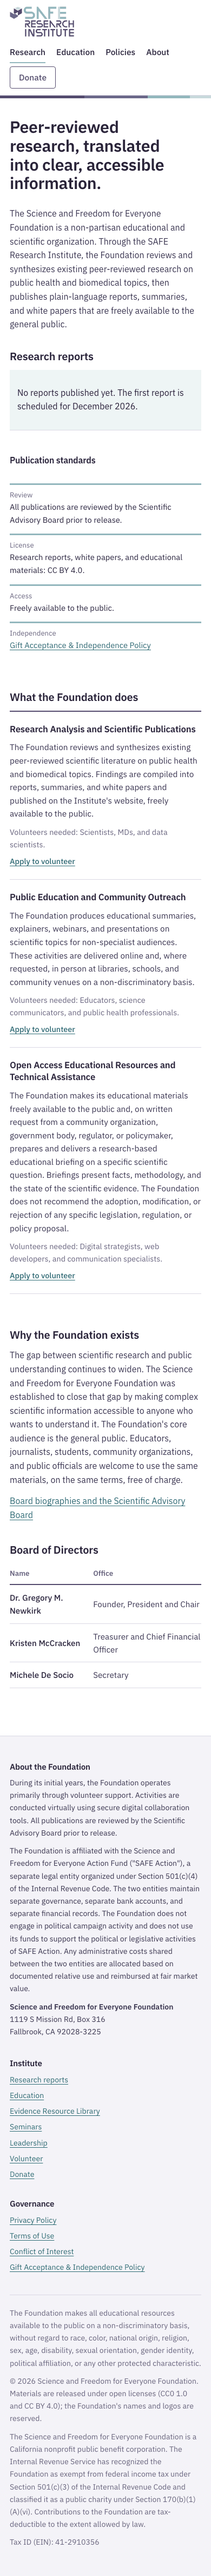 SAFE
RESEARCH
INSTITUTE
Research Education Policies About
Donate
Peer-reviewed
research, translated
into clear, accessible
information.
The Science and Freedom for Everyone
Foundation is a non-partisan educational and
scientific organization. Through the SAFE
Research Institute, the Foundation reviews and
synthesizes existing peer-reviewed research on
public health and biomedical topics, then
publishes plain-language reports, summaries,
and white papers that are freely available to the
general public.
Research reports
No reports published yet. The first report is
scheduled for December 2026.
Publication standards
Review
All publications are reviewed by the Scientific
Advisory Board prior to release.
License
Research reports, white papers, and educational
materials: CC BY 4.0.
Access
Freely available to the public.
Independence
Gift Acceptance & Independence Policy
What the Foundation does
Research Analysis and Scientific Publications
The Foundation reviews and synthesizes existing
peer-reviewed scientific literature on public health
and biomedical topics. Findings are compiled into
reports, summaries, and white papers and
published on the Institute's website, freely
available to the public.
Volunteers needed: Scientists, MDs, and data
scientists.
Apply to volunteer
Public Education and Community Outreach
The Foundation produces educational summaries,
explainers, webinars, and presentations on
scientific topics for non-specialist audiences.
These activities are delivered online and, where
requested, in person at libraries, schools, and
community venues on a non-discriminatory basis.
Volunteers needed: Educators, science
communicators, and public health professionals.
Apply to volunteer
Open Access Educational Resources and
Technical Assistance
The Foundation makes its educational materials
freely available to the public and, on written
request from a community organization,
government body, regulator, or policymaker,
prepares and delivers a research-based
educational briefing on a specific scientific
question. Briefings present facts, methodology, and
the state of the scientific evidence. The Foundation
does not recommend the adoption, modification, or
rejection of any specific legislation, regulation, or
policy proposal.
Volunteers needed: Digital strategists, web
developers, and communication specialists.
Apply to volunteer
Why the Foundation exists
The gap between scientific research and public
understanding continues to widen. The Science
and Freedom for Everyone Foundation was
established to close that gap by making complex
scientific information accessible to anyone who
wants to understand it. The Foundation's core
audience is the general public. Educators,
journalists, students, community organizations,
and public officials are welcome to use the same
materials, on the same terms, free of charge.
Board biographies and the Scientific Advisory
Board
Board of Directors
Name Office
Dr. Gregory M.
Newkirk
Founder, President and Chair
Kristen McCracken
Treasurer and Chief Financial
Officer
Michele De Socio
Secretary
About the Foundation
During its initial years, the Foundation operates
primarily through volunteer support. Activities are
conducted virtually using secure digital collaboration
tools. All publications are reviewed by the Scientific
Advisory Board prior to release.
The Foundation is affiliated with the Science and
Freedom for Everyone Action Fund ("SAFE Action"), a
separate legal entity organized under Section 501(c)(4)
of the Internal Revenue Code. The two entities maintain
separate governance, separate bank accounts, and
separate financial records. The Foundation does not
engage in political campaign activity and does not use
its funds to support the political or legislative activities
of SAFE Action. Any administrative costs shared
between the two entities are allocated based on
documented relative use and reimbursed at fair market
value.
Science and Freedom for Everyone Foundation
1119 S Mission Rd, Box 316
Fallbrook, CA 92028-3225
Institute
Research reports
Education
Evidence Resource Library
Seminars
Leadership
Volunteer
Donate
Governance
Privacy Policy
Terms of Use
Conflict of Interest
Gift Acceptance & Independence Policy
The Foundation makes all educational resources
available to the public on a non-discriminatory basis,
without regard to race, color, national origin, religion,
sex, age, disability, sexual orientation, gender identity,
political affiliation, or any other protected characteristic.
© 2026 Science and Freedom for Everyone Foundation.
Materials are released under open licenses (CC0 1.0
and CC BY 4.0); the Foundation's names and logos are
reserved.
The Science and Freedom for Everyone Foundation is a
California nonprofit public benefit corporation. The
Internal Revenue Service has recognized the
Foundation as exempt from federal income tax under
Section 501(c)(3) of the Internal Revenue Code and
classified it as a public charity under Section 170(b)(1)
(A)(vi). Contributions to the Foundation are tax-
deductible to the extent allowed by law.
Tax ID (EIN): 41-2910356